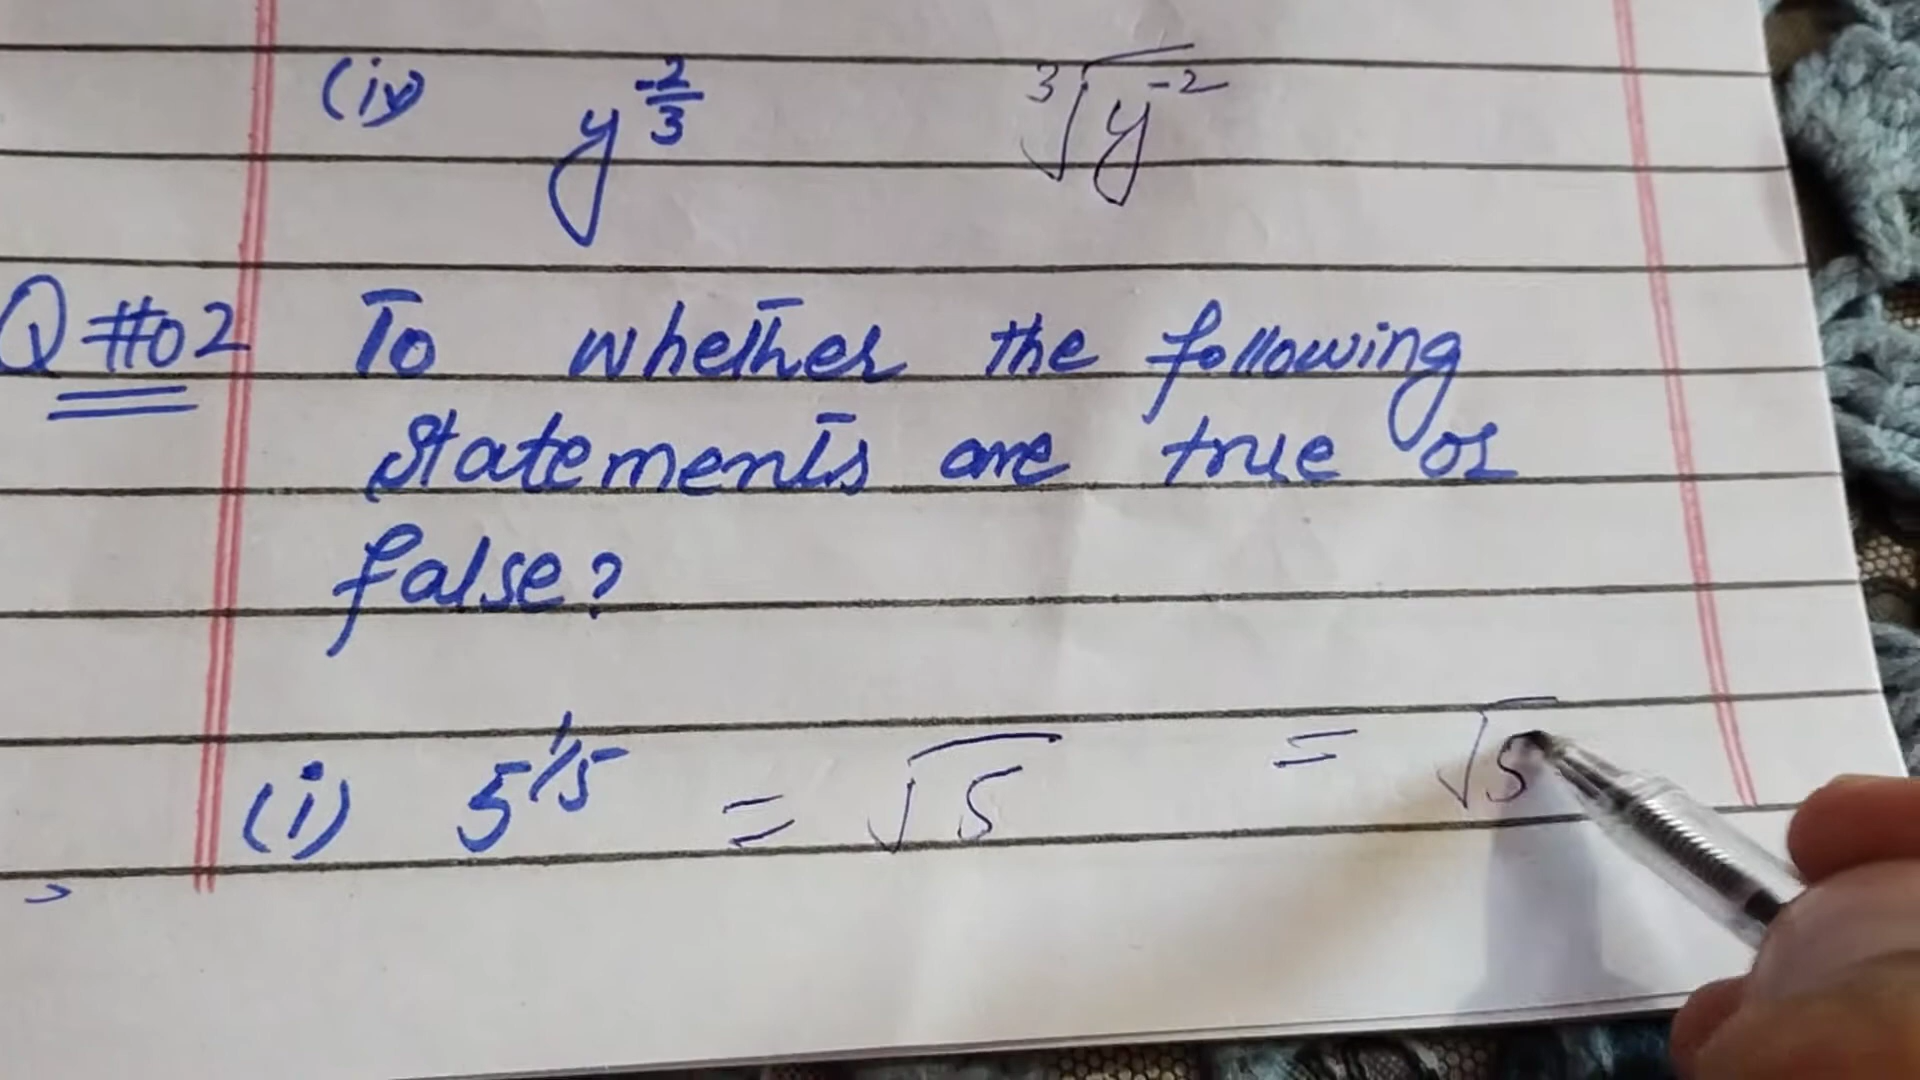 (iv) y^{-2/3} ∛y^{-2}
Q #02 To whether the following
statements are true or
false?
(i) 5^{1/5} = √5 = √5